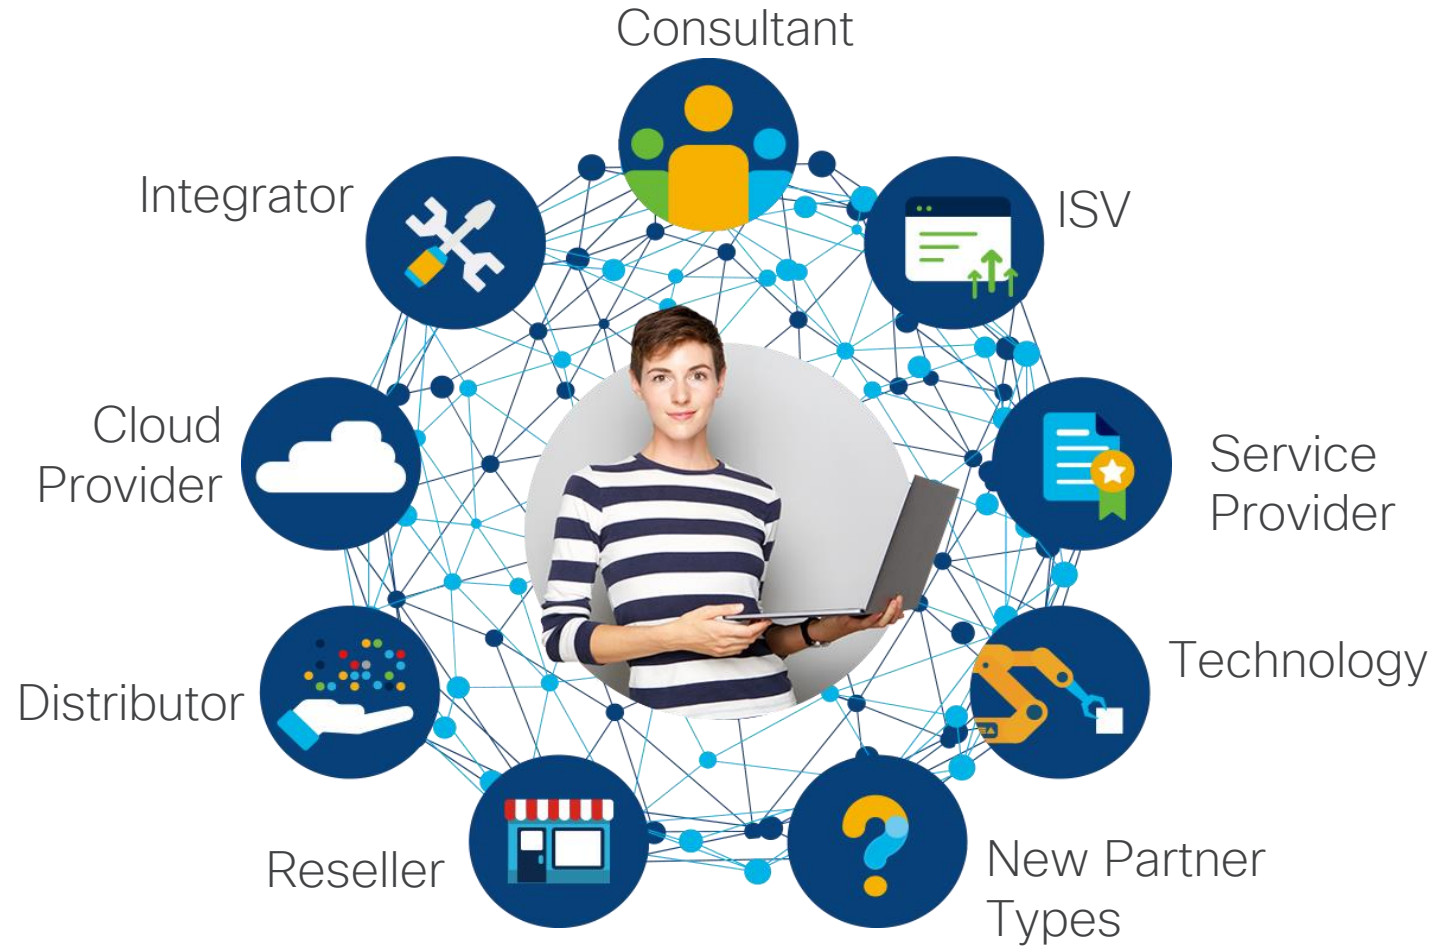 Consultant
Integrator
ISV
Cloud
Provider
Service
Provider
Technology
Distributor
Reseller
New Partner
Types